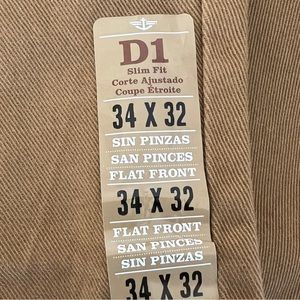 D1
Slim Fit
Corte Ajustado
Coupe Étroite
34 X 32
SIN PINZAS
SAN PINCES
FLAT FRONT
34 X 32
FLAT FRONT
SAN PINCES
SIN PINZAS
34 X 32